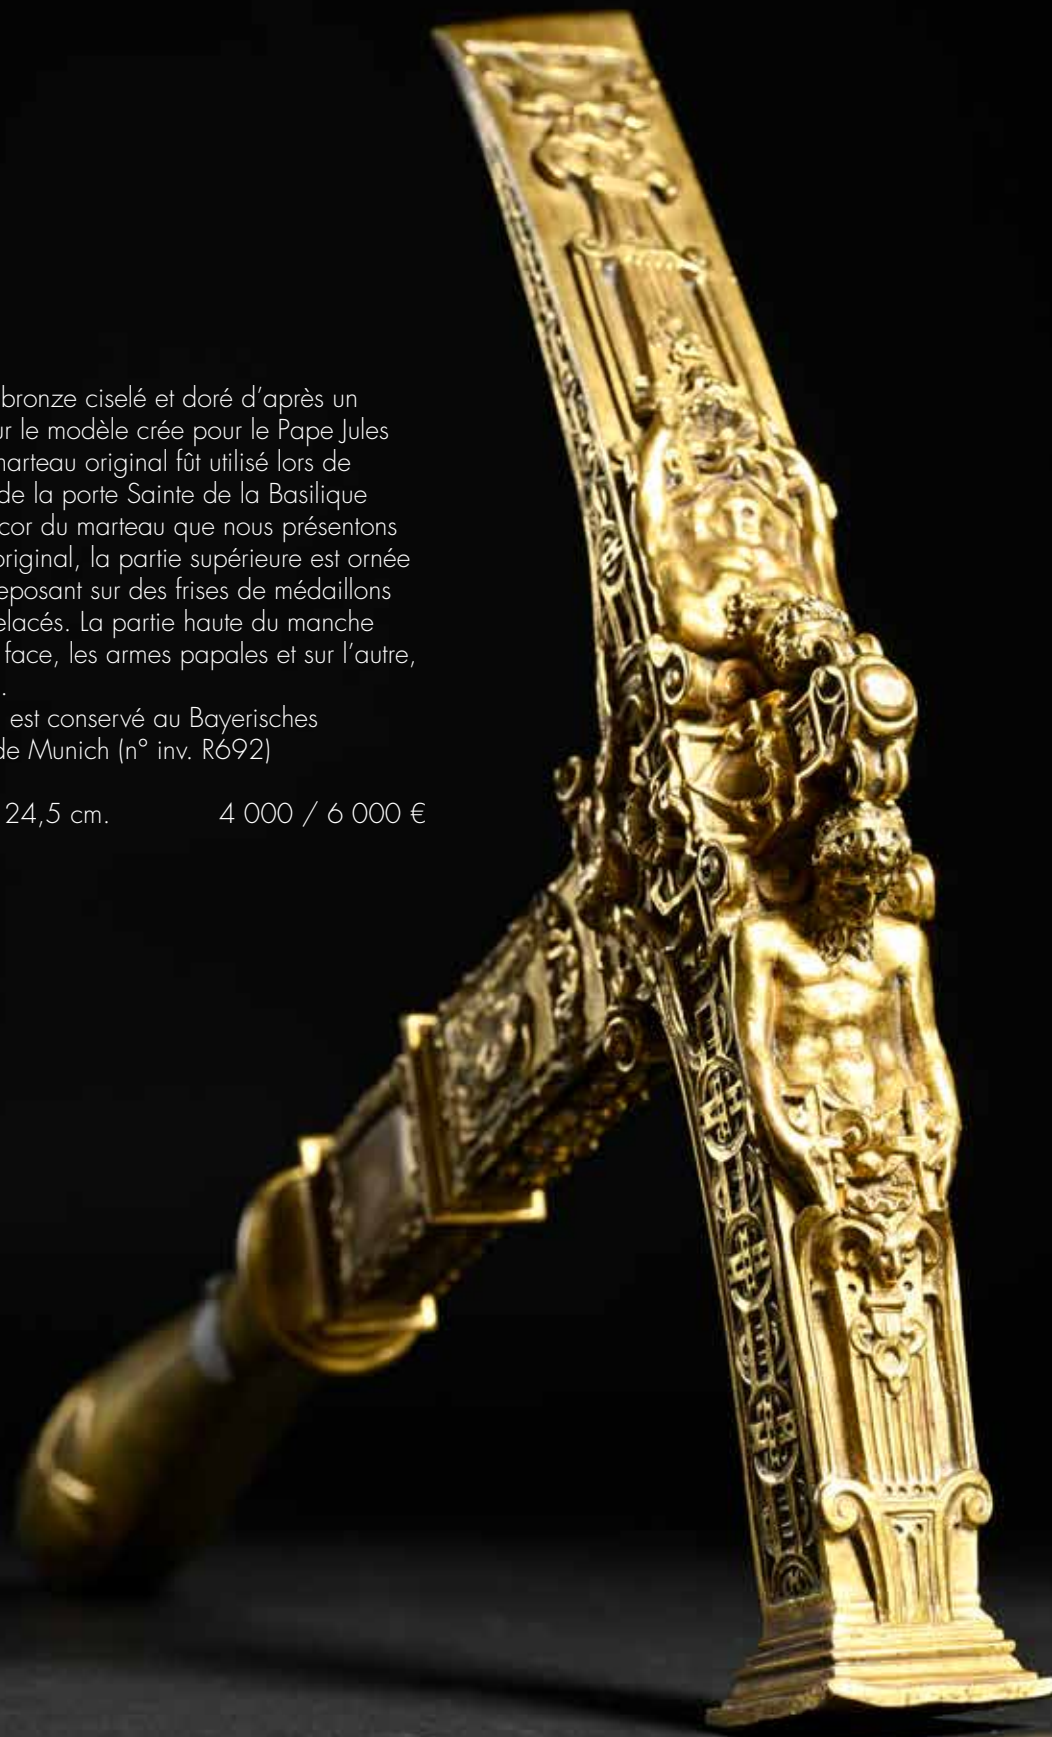 bronze ciselé et doré d’après un
ur le modèle crée pour le Pape Jules
marteau original fût utilisé lors de
de la porte Sainte de la Basilique
cor du marteau que nous présentons
original, la partie supérieure est ornée
eposant sur des frises de médaillons
elacés. La partie haute du manche
face, les armes papales et sur l’autre,
.
est conservé au Bayerisches
de Munich (n° inv. R692)
24,5 cm. 4 000 / 6 000 €